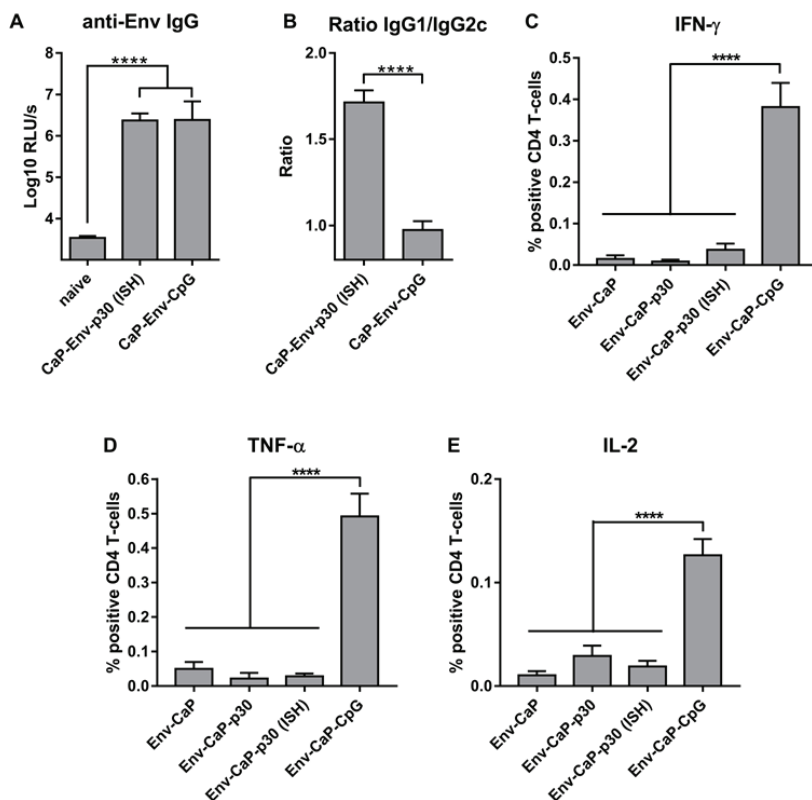 A
anti-Env IgG
Log10 RLU/s
8
7
6
5
4
****
naive
CaP-Env-p30 (ISH)
CaP-Env-CpG
B
Ratio IgG1/IgG2c
Ratio
2.0
1.5
1.0
****
CaP-Env-p30 (ISH)
CaP-Env-CpG
C
IFN-γ
% positive CD4 T-cells
0.5
0.4
0.3
0.2
0.1
0.0
****
Env-CaP
Env-CaP-p30
Env-CaP-p30 (ISH)
Env-CaP-CpG
D
TNF-α
% positive CD4 T-cells
0.6
0.5
0.4
0.3
0.2
0.1
0.0
****
Env-CaP
Env-CaP-p30
Env-CaP-p30 (ISH)
Env-CaP-CpG
E
IL-2
% positive CD4 T-cells
0.2
0.1
0.0
****
Env-CaP
Env-CaP-p30
Env-CaP-p30 (ISH)
Env-CaP-CpG